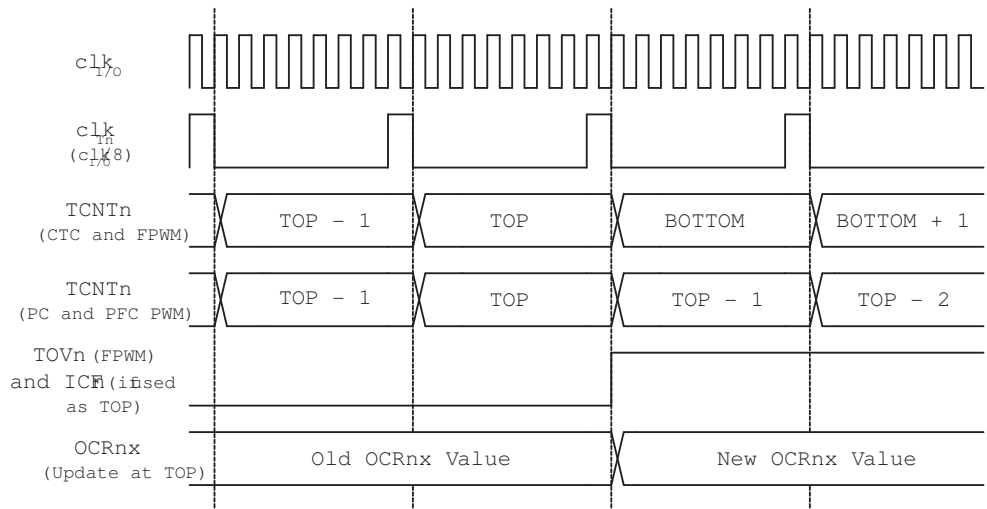 clk I/O
clk Tn
(clk I/O/8)
TCNTn
(CTC and FPWM)
TOP - 1
TOP
BOTTOM
BOTTOM + 1
TCNTn
(PC and PFC PWM)
TOP - 1
TOP
TOP - 1
TOP - 2
TOVn (FPWM)
and ICFn (if used
as TOP)
OCRnx
(Update at TOP)
Old OCRnx Value
New OCRnx Value